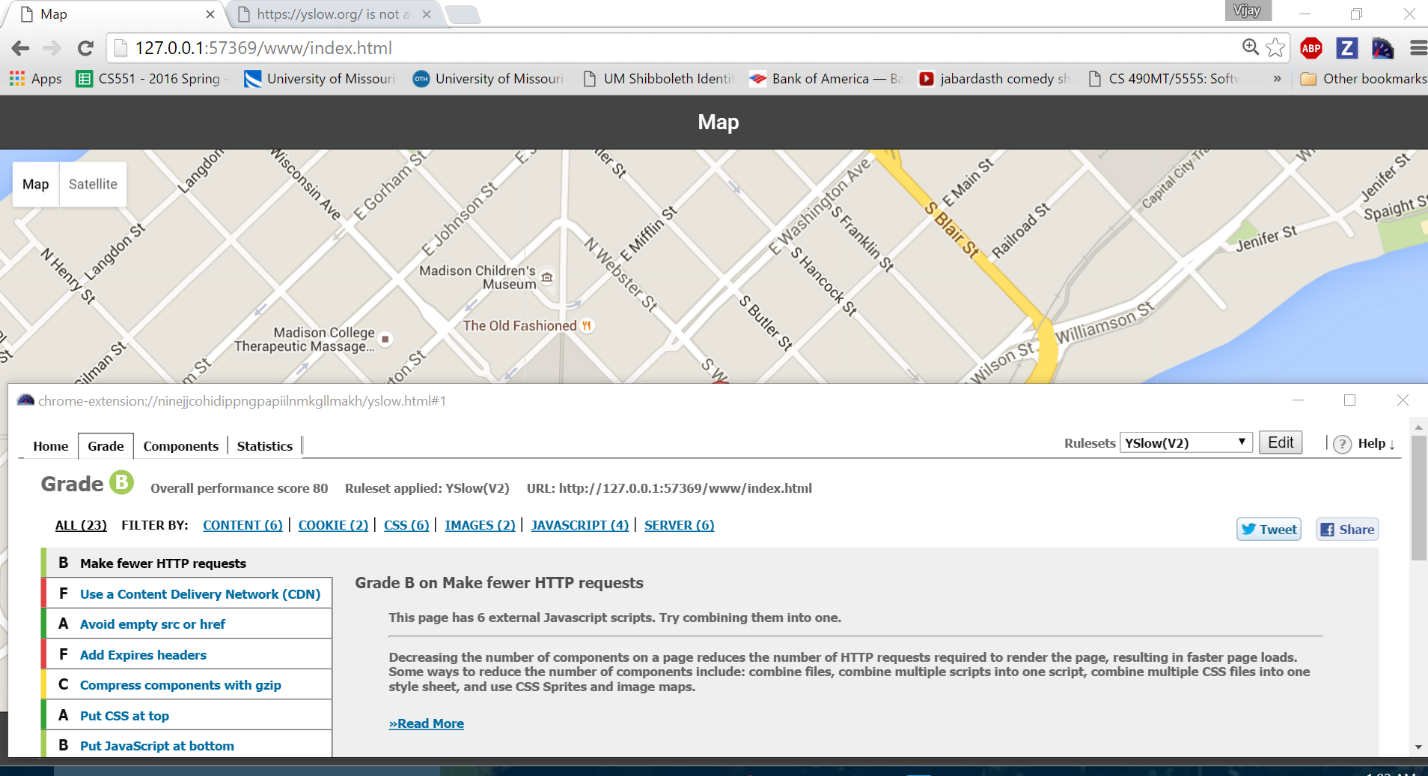 Map
https://yslow.org/ is not a
Vijay
127.0.0.1:57369/www/index.html
ABP
Z
Apps
CS551 - 2016 Spring -
University of Missouri
OTH
University of Missouri
UM Shibboleth Identit
Bank of America — Ba
jabardasth comedy sh
CS 490MT/5555: Softw
»
Other bookmarks
Map
Map
Satellite
Langdon
Wisconsin Ave
E Gorham St
E Johnson St
E Washington Ave
E Main St
Capital City Tra
Jenifer St
Spaight St
N Henry St
Langdon St
E Mifflin St
S Franklin St
S Blair St
Railroad St
Jenifer St
Madison Children's
Museum
N Webster St
S Hancock St
The Old Fashioned
S Butler St
Williamson St
Madison College
Therapeutic Massage...
Wilson St
chrome-extension://ninejjcohidippngpapiilnmkgllmakh/yslow.html#1
Home
Grade
Components
Statistics
Rulesets
YSlow(V2)
Edit
? Help ↓
Grade B
Overall performance score 80
Ruleset applied: YSlow(V2)
URL: http://127.0.0.1:57369/www/index.html
ALL (23) FILTER BY: CONTENT (6) | COOKIE (2) | CSS (6) | IMAGES (2) | JAVASCRIPT (4) | SERVER (6)
Tweet
Share
B Make fewer HTTP requests
F Use a Content Delivery Network (CDN)
A Avoid empty src or href
F Add Expires headers
C Compress components with gzip
A Put CSS at top
B Put JavaScript at bottom
Grade B on Make fewer HTTP requests
This page has 6 external Javascript scripts. Try combining them into one.
Decreasing the number of components on a page reduces the number of HTTP requests required to render the page, resulting in faster page loads.
Some ways to reduce the number of components include: combine files, combine multiple scripts into one script, combine multiple CSS files into one
style sheet, and use CSS Sprites and image maps.
»Read More